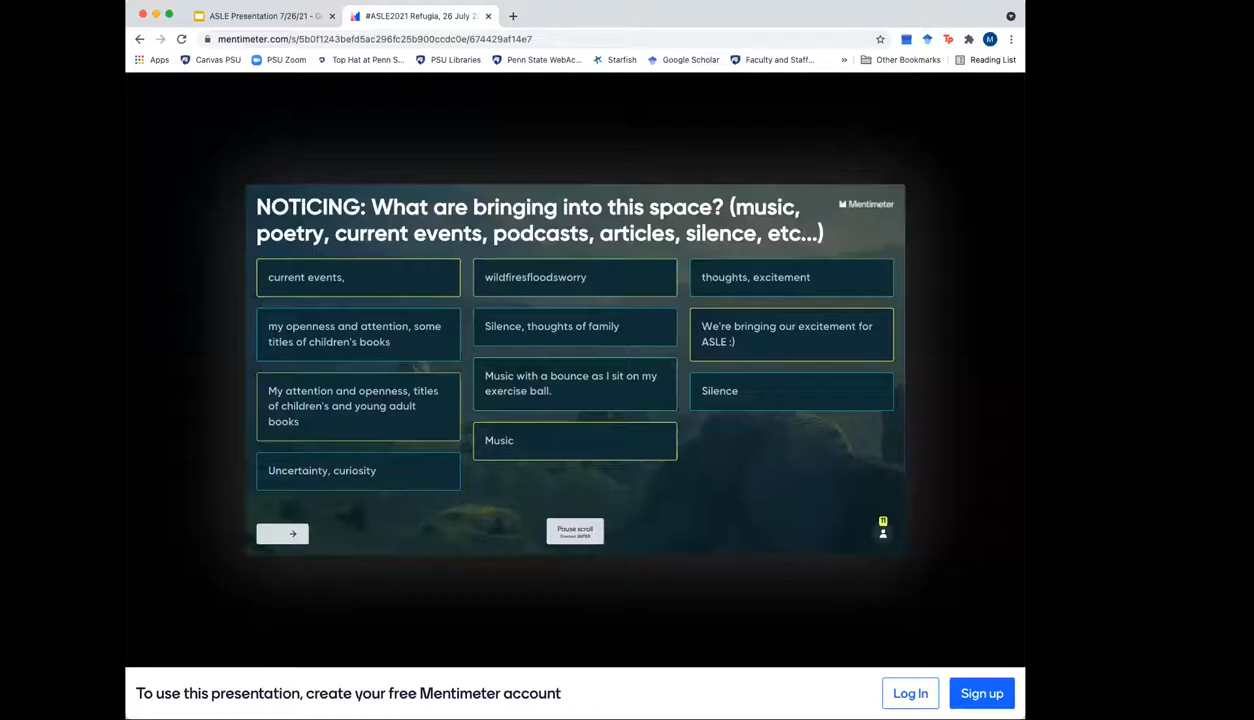 ASLE Presentation 7/26/21 - G
#ASLE2021 Refugia, 26 July 2
mentimeter.com/s/5b0f1243befd5ac296fc25b900ccdc0e/674429af14e7
Apps
Canvas PSU
PSU Zoom
Top Hat at Penn S...
PSU Libraries
Penn State WebAc...
Starfish
Google Scholar
Faculty and Staff...
Other Bookmarks
Reading List
NOTICING: What are bringing into this space? (music,
poetry, current events, podcasts, articles, silence, etc...)
Mentimeter
current events,
my openness and attention, some
titles of children's books
My attention and openness, titles
of children's and young adult
books
Uncertainty, curiosity
wildfiresfloodsworry
Silence, thoughts of family
Music with a bounce as I sit on my
exercise ball.
Music
thoughts, excitement
We're bringing our excitement for
ASLE :)
Silence
Pause scroll
ENTER
11
To use this presentation, create your free Mentimeter account
Log In
Sign up